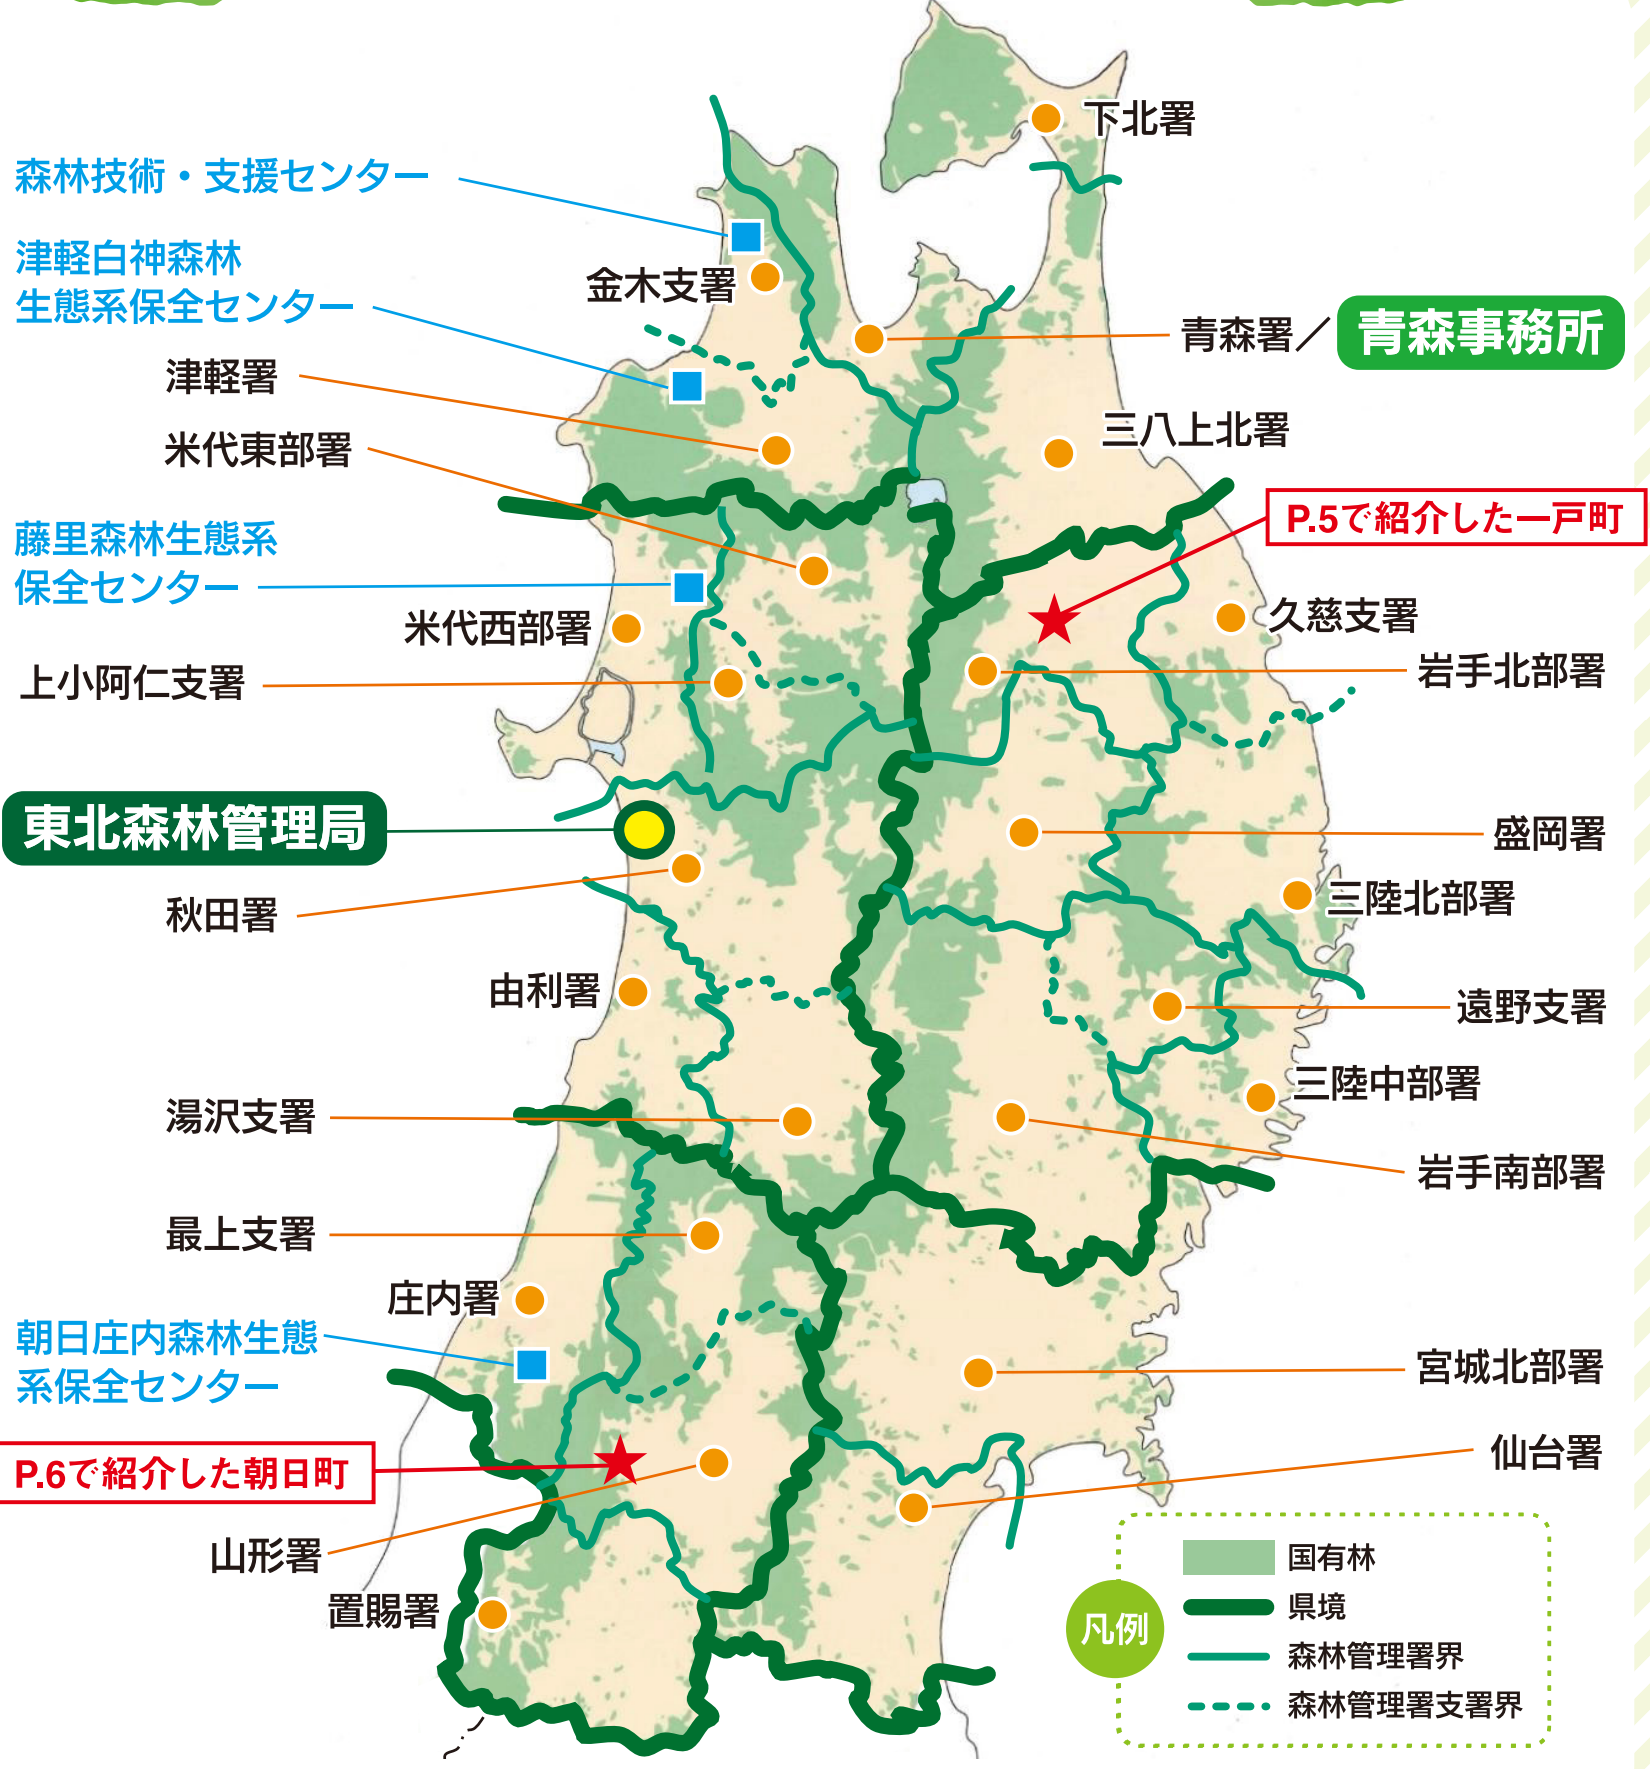 下北署
森林技術・支援センター
津軽白神森林
生態系保全センター
金木支署
青森署／
青森事務所
津軽署
三八上北署
米代東部署
P.5で紹介した一戸町
藤里森林生態系
保全センター
米代西部署
久慈支署
上小阿仁支署
岩手北部署
東北森林管理局
盛岡署
秋田署
三陸北部署
由利署
遠野支署
三陸中部署
湯沢支署
岩手南部署
最上支署
庄内署
朝日庄内森林生態
系保全センター
宮城北部署
仙台署
P.6で紹介した朝日町
山形署
置賜署
凡例
国有林
県境
森林管理署界
森林管理署支署界